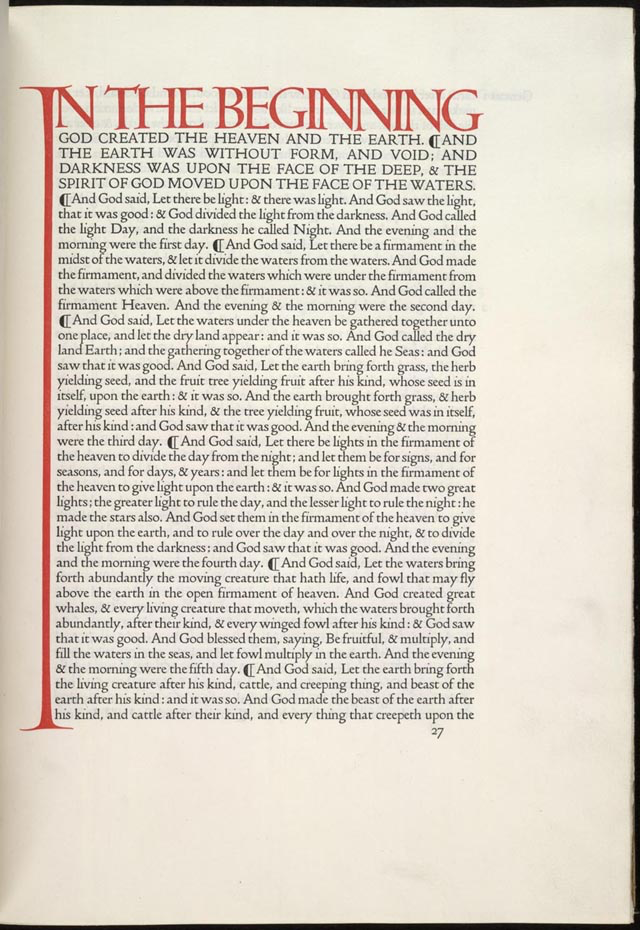 IN THE BEGINNING
GOD CREATED THE HEAVEN AND THE EARTH. ¶AND
THE EARTH WAS WITHOUT FORM, AND VOID; AND
DARKNESS WAS UPON THE FACE OF THE DEEP, & THE
SPIRIT OF GOD MOVED UPON THE FACE OF THE WATERS.
¶And God said, Let there be light: & there was light. And God saw the light,
that it was good: & God divided the light from the darkness. And God called
the light Day, and the darkness he called Night. And the evening and the
morning were the first day. ¶And God said, Let there be a firmament in the
midst of the waters, & let it divide the waters from the waters. And God made
the firmament, and divided the waters which were under the firmament from
the waters which were above the firmament: & it was so. And God called the
firmament Heaven. And the evening & the morning were the second day.
¶And God said, Let the waters under the heaven be gathered together unto
one place, and let the dry land appear: and it was so. And God called the dry
land Earth; and the gathering together of the waters called he Seas: and God
saw that it was good. And God said, Let the earth bring forth grass, the herb
yielding seed, and the fruit tree yielding fruit after his kind, whose seed is in
itself, upon the earth: & it was so. And the earth brought forth grass, & herb
yielding seed after his kind, & the tree yielding fruit, whose seed was in itself,
after his kind: and God saw that it was good. And the evening & the morning
were the third day. ¶And God said, Let there be lights in the firmament of
the heaven to divide the day from the night; and let them be for signs, and for
seasons, and for days, & years: and let them be for lights in the firmament of
the heaven to give light upon the earth: & it was so. And God made two great
lights; the greater light to rule the day, and the lesser light to rule the night: he
made the stars also. And God set them in the firmament of the heaven to give
light upon the earth, and to rule over the day and over the night, & to divide
the light from the darkness: and God saw that it was good. And the evening
and the morning were the fourth day. ¶And God said, Let the waters bring
forth abundantly the moving creature that hath life, and fowl that may fly
above the earth in the open firmament of heaven. And God created great
whales, & every living creature that moveth, which the waters brought forth
abundantly, after their kind, & every winged fowl after his kind: & God saw
that it was good. And God blessed them, saying, Be fruitful, & multiply, and
fill the waters in the seas, and let fowl multiply in the earth. And the evening
& the morning were the fifth day. ¶And God said, Let the earth bring forth
the living creature after his kind, cattle, and creeping thing, and beast of the
earth after his kind: and it was so. And God made the beast of the earth after
his kind, and cattle after their kind, and every thing that creepeth upon the
27